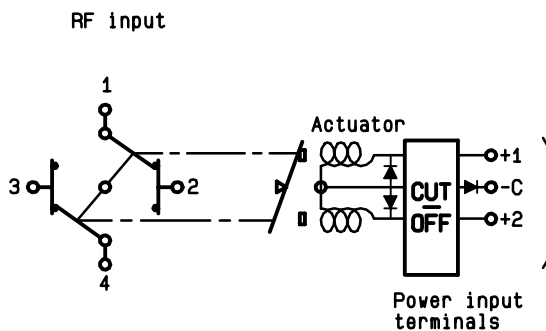 RF input
1
Actuator
3
2
4
CUT
OFF
+1
-C
+2
Power input
terminals